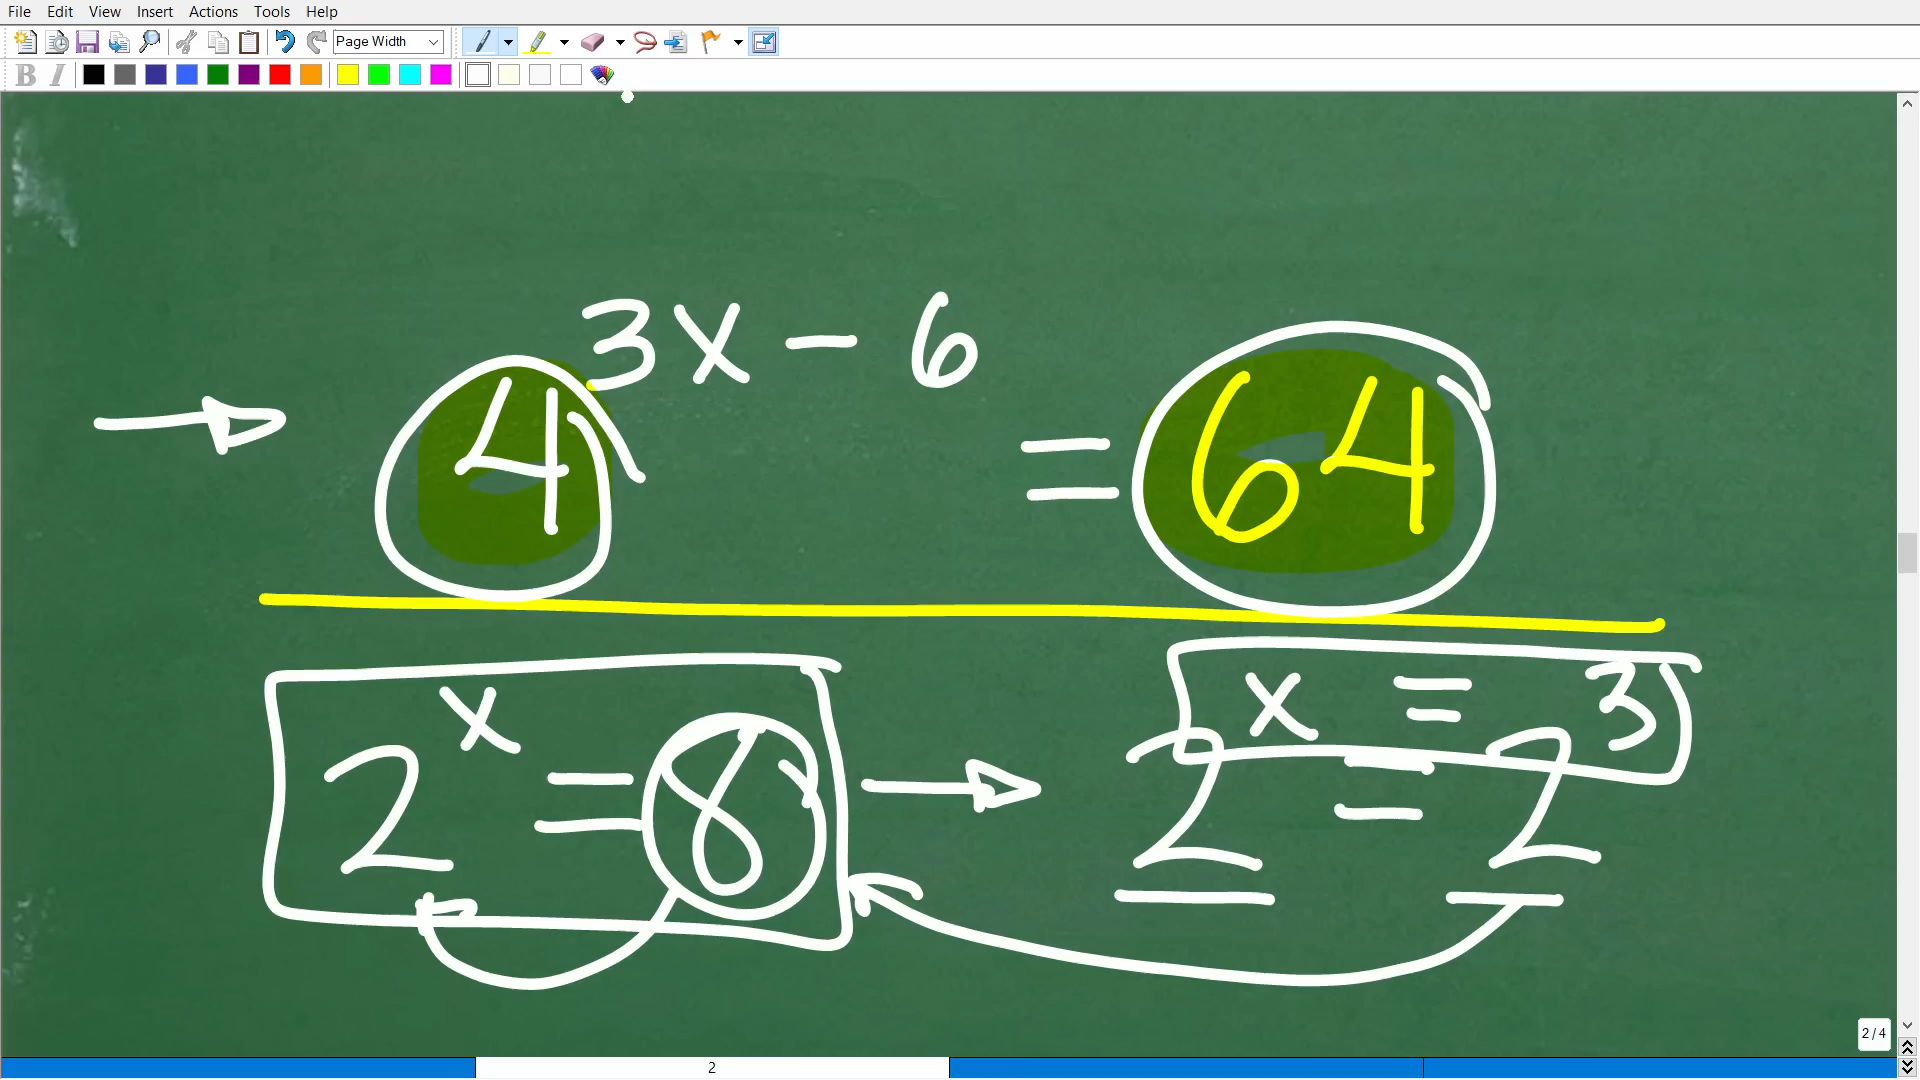 File Edit View Insert Actions Tools Help
Page Width
B I
4^{3x - 6} = 64
2^x = 8 → 2^x = 2^3
2 / 4
2